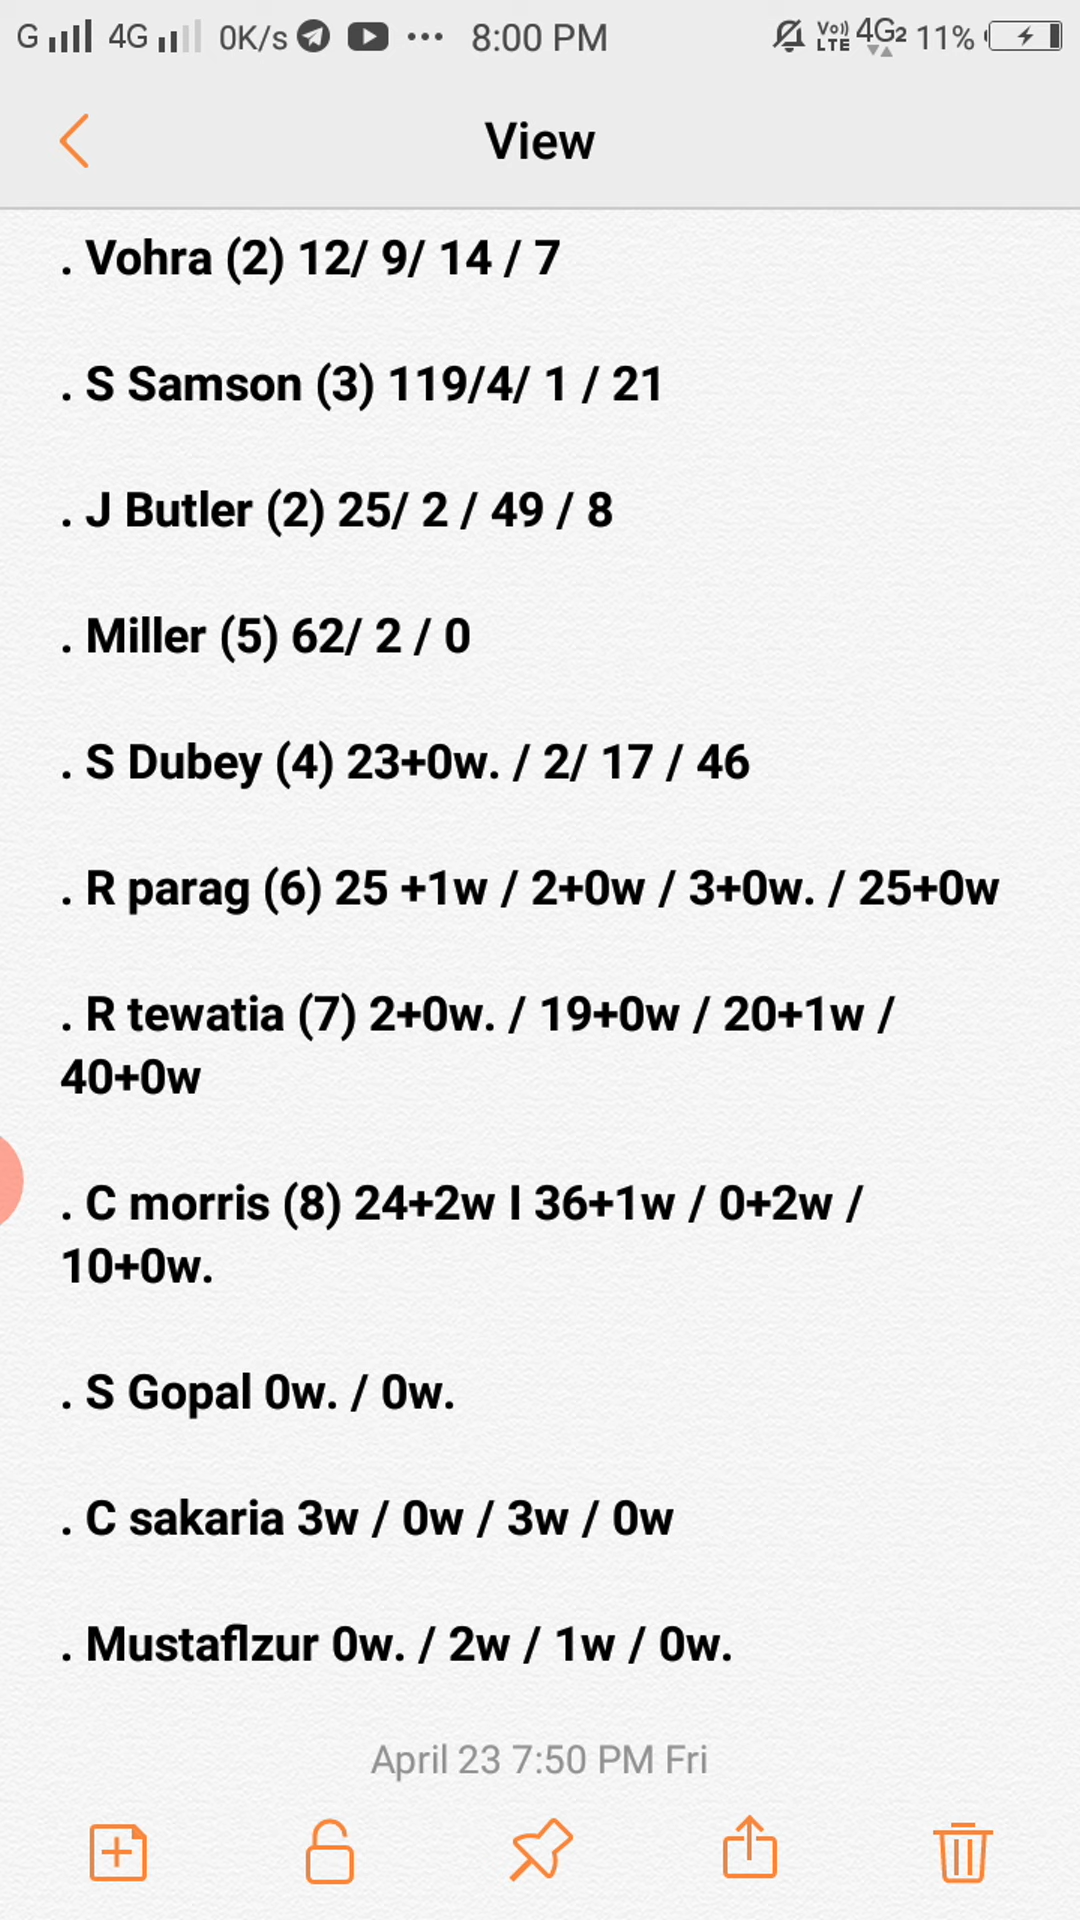 G 4G 0K/s ... 8:00 PM VoLTE 4G2 11%
View
. Vohra (2) 12/ 9/ 14 / 7
. S Samson (3) 119/4/ 1 / 21
. J Butler (2) 25/ 2 / 49 / 8
. Miller (5) 62/ 2 / 0
. S Dubey (4) 23+0w. / 2/ 17 / 46
. R parag (6) 25 +1w / 2+0w / 3+0w. / 25+0w
. R tewatia (7) 2+0w. / 19+0w / 20+1w /
40+0w
. C morris (8) 24+2w I 36+1w / 0+2w /
10+0w.
. S Gopal 0w. / 0w.
. C sakaria 3w / 0w / 3w / 0w
. Mustaflzur 0w. / 2w / 1w / 0w.
April 23 7:50 PM Fri